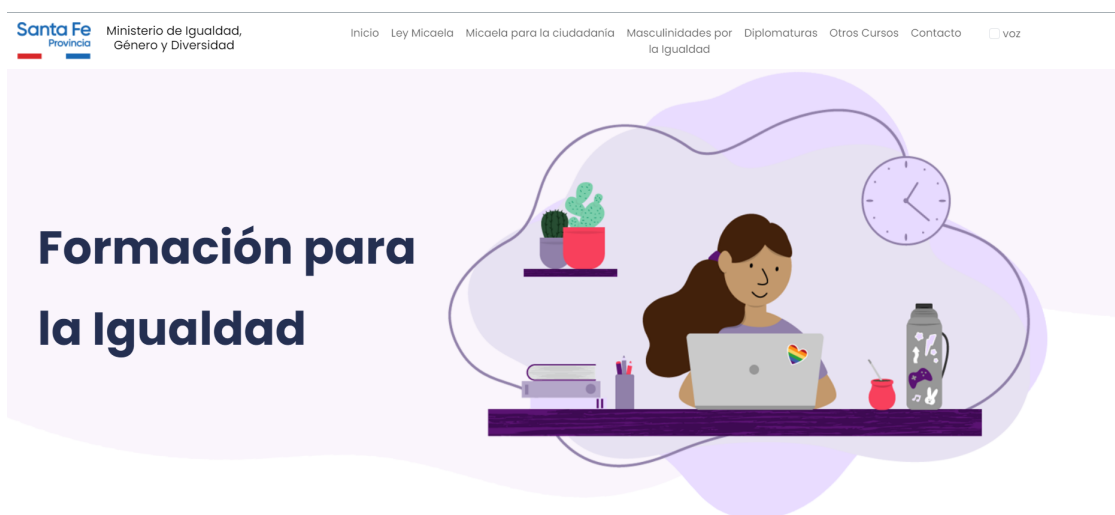 Santa Fe
Provincia
Ministerio de Igualdad,
Género y Diversidad
Inicio
Ley Micaela
Micaela para la ciudadanía
Masculinidades por
la Igualdad
Diplomaturas
Otros Cursos
Contacto
voz
Formación para
la Igualdad